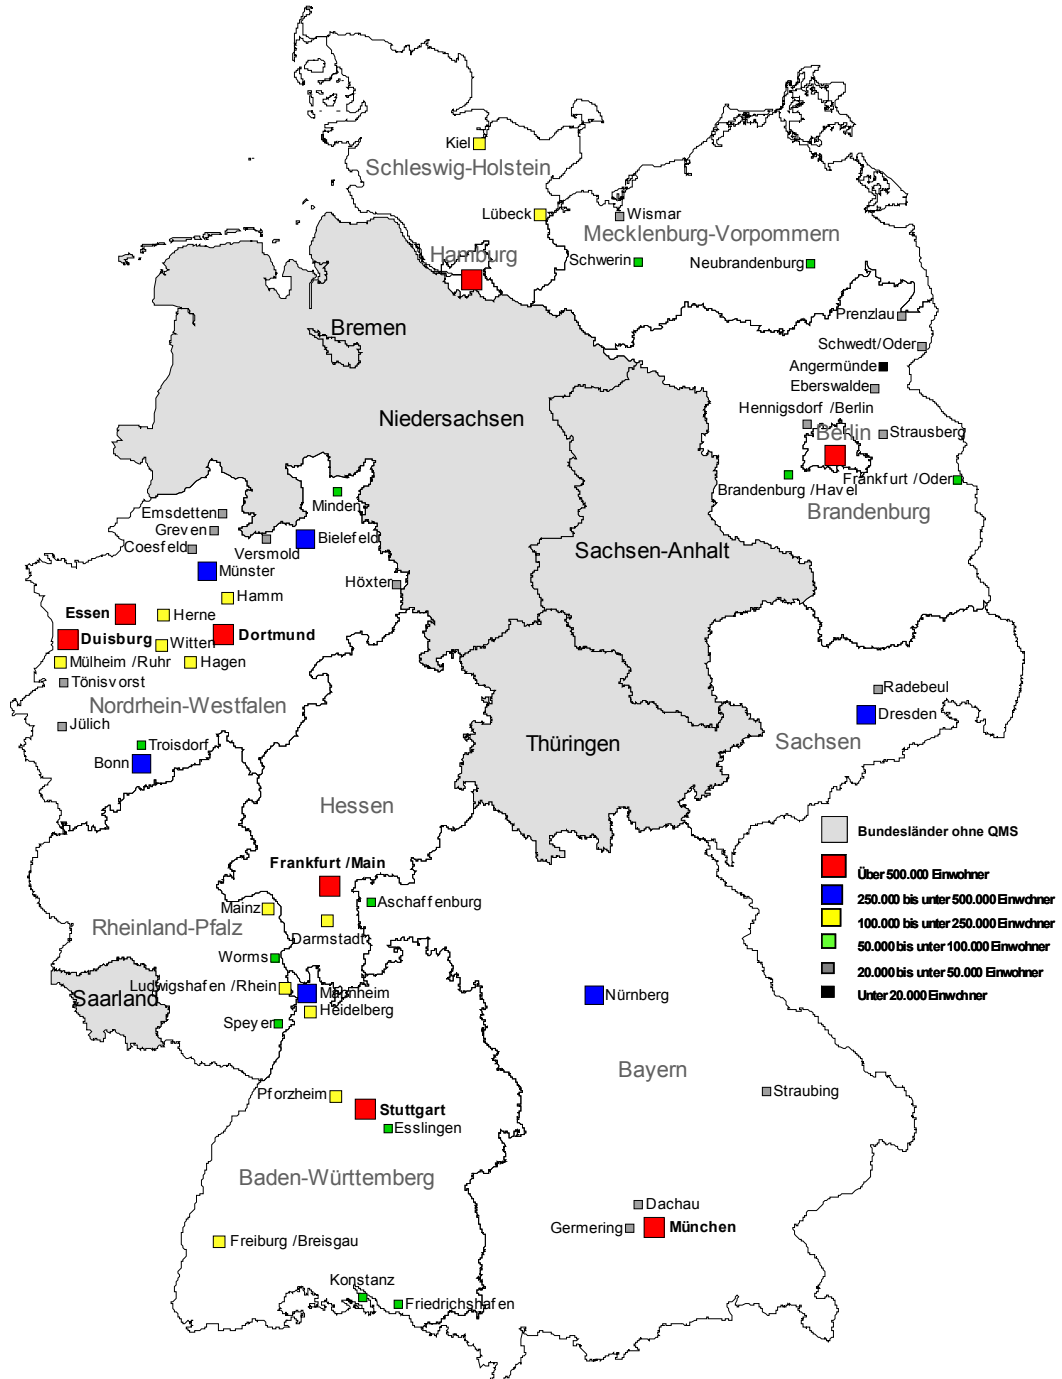 Kiel
Schleswig-Holstein
Lübeck
Wismar
Mecklenburg-Vorpommern
Hamburg
Schwerin
Neubrandenburg
Prenzlau
Bremen
Schwedt/Oder
Angermünde
Eberswalde
Hennigsdorf /Berlin
Niedersachsen
Berlin
Strausberg
Frankfurt /Oder
Brandenburg /Havel
Brandenburg
Minden
Emsdetten
Greven
Coesfeld
Versmold
Bielefeld
Münster
Sachsen-Anhalt
Höxter
Hamm
Essen
Herne
Duisburg
Witten
Dortmund
Mülheim /Ruhr
Hagen
Tönisvorst
Nordrhein-Westfalen
Jülich
Troisdorf
Bonn
Radebeul
Dresden
Sachsen
Thüringen
Hessen
Frankfurt /Main
Aschaffenburg
Mainz
Darmstadt
Rheinland-Pfalz
Worms
Ludwigshafen /Rhein
Saarland
Mannheim
Heidelberg
Speyer
Nürnberg
Bayern
Pforzheim
Stuttgart
Esslingen
Straubing
Baden-Württemberg
Dachau
Germering
München
Freiburg /Breisgau
Konstanz
Friedrichshafen
Bundesländer ohne QMS
Über 500.000 Einwohner
250.000 bis unter 500.000 Einwohner
100.000 bis unter 250.000 Einwohner
50.000 bis unter 100.000 Einwohner
20.000 bis unter 50.000 Einwohner
Unter 20.000 Einwohner